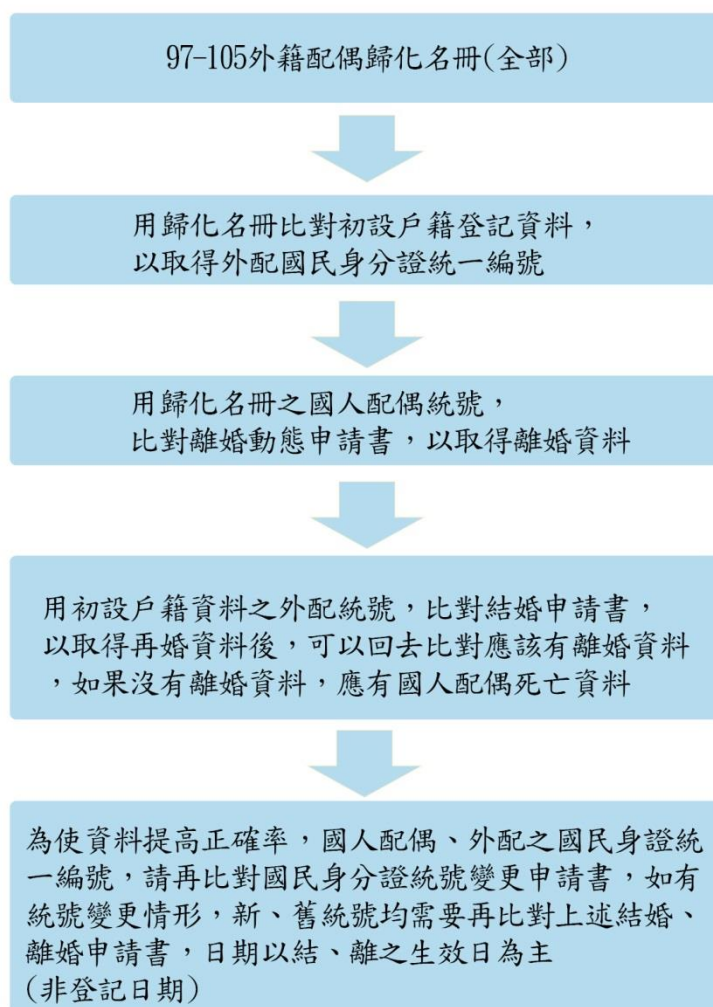 97-105外籍配偶歸化名冊(全部)
用歸化名冊比對初設戶籍登記資料，
以取得外配國民身分證統一編號
用歸化名冊之國人配偶統號，
比對離婚動態申請書，以取得離婚資料
用初設戶籍資料之外配統號，比對結婚申請書，
以取得再婚資料後，可以回去比對應該有離婚資料
，如果沒有離婚資料，應有國人配偶死亡資料
為使資料提高正確率，國人配偶、外配之國民身證統
一編號，請再比對國民身分證統號變更申請書，如有
統號變更情形，新、舊統號均需要再比對上述結婚、
離婚申請書，日期以結、離之生效日為主
(非登記日期)